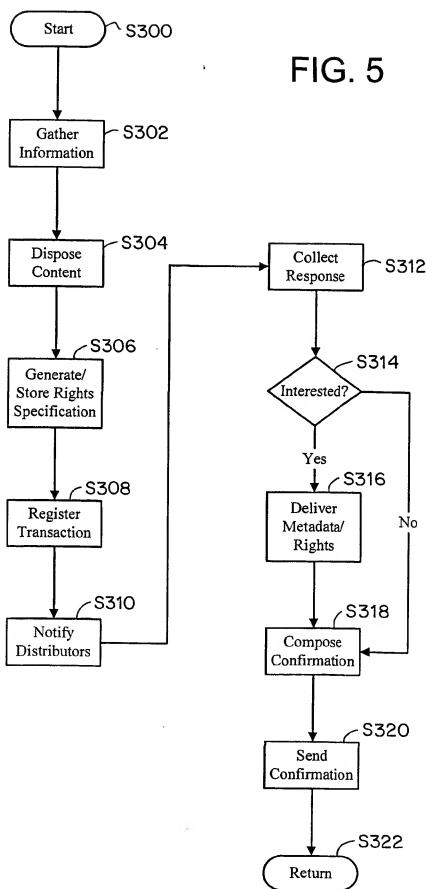 FIG. 5
Start
S300
Gather
Information
S302
Dispose
Content
S304
Generate/
Store Rights
Specification
S306
Register
Transaction
S308
Notify
Distributors
S310
Collect
Response
S312
Interested?
S314
Yes
No
Deliver
Metadata/
Rights
S316
Compose
Confirmation
S318
Send
Confirmation
S320
Return
S322